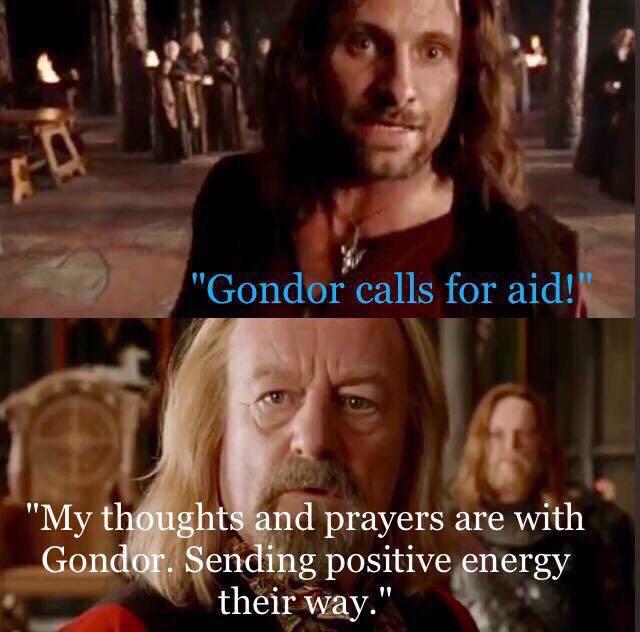 "Gondor calls for aid!"
"My thoughts and prayers are with
Gondor. Sending positive energy
their way."